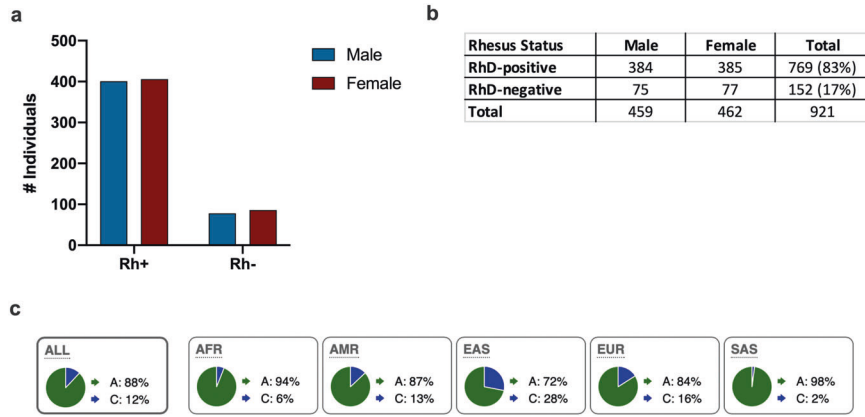 a
500
400
300
200
100
0
# Individuals
Rh+
Rh-
Male
Female
b
Rhesus Status Male Female Total
RhD-positive 384 385 769 (83%)
RhD-negative 75 77 152 (17%)
Total 459 462 921
c
ALL
A: 88%
C: 12%
AFR
A: 94%
C: 6%
AMR
A: 87%
C: 13%
EAS
A: 72%
C: 28%
EUR
A: 84%
C: 16%
SAS
A: 98%
C: 2%